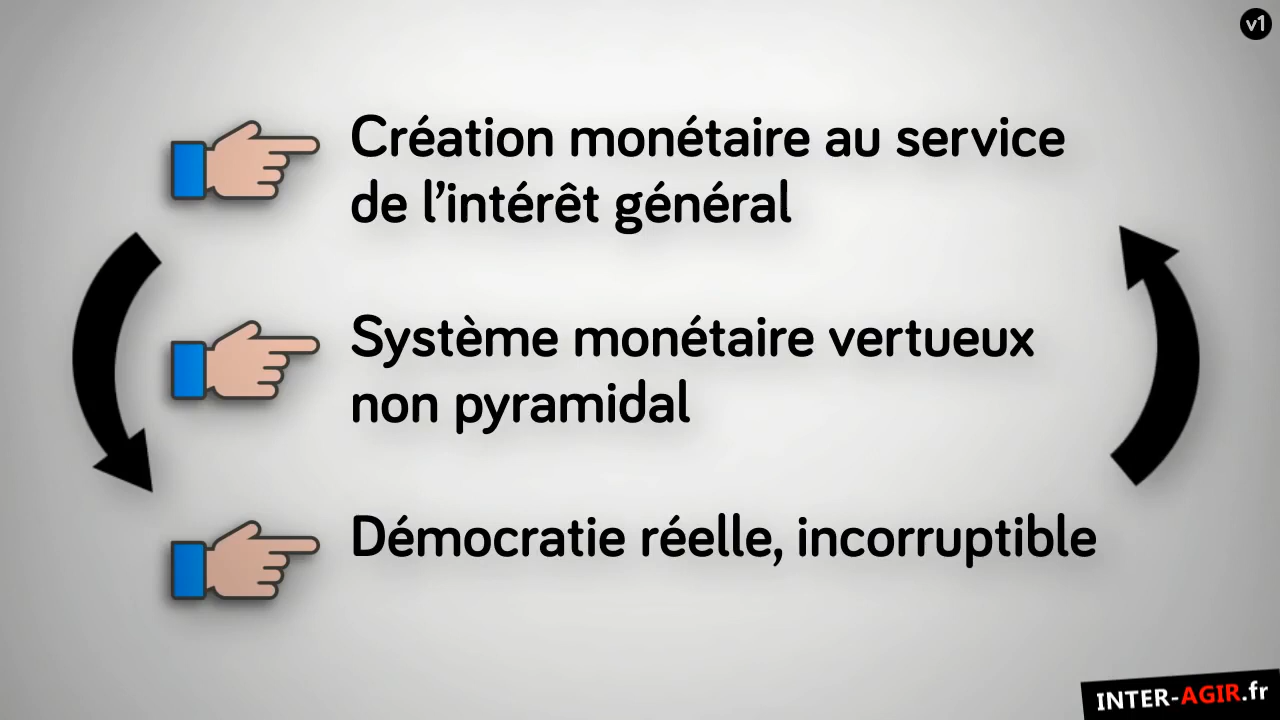 v1
Création monétaire au service
de l’intérêt général
Système monétaire vertueux
non pyramidal
Démocratie réelle, incorruptible
INTER-AGIR.fr